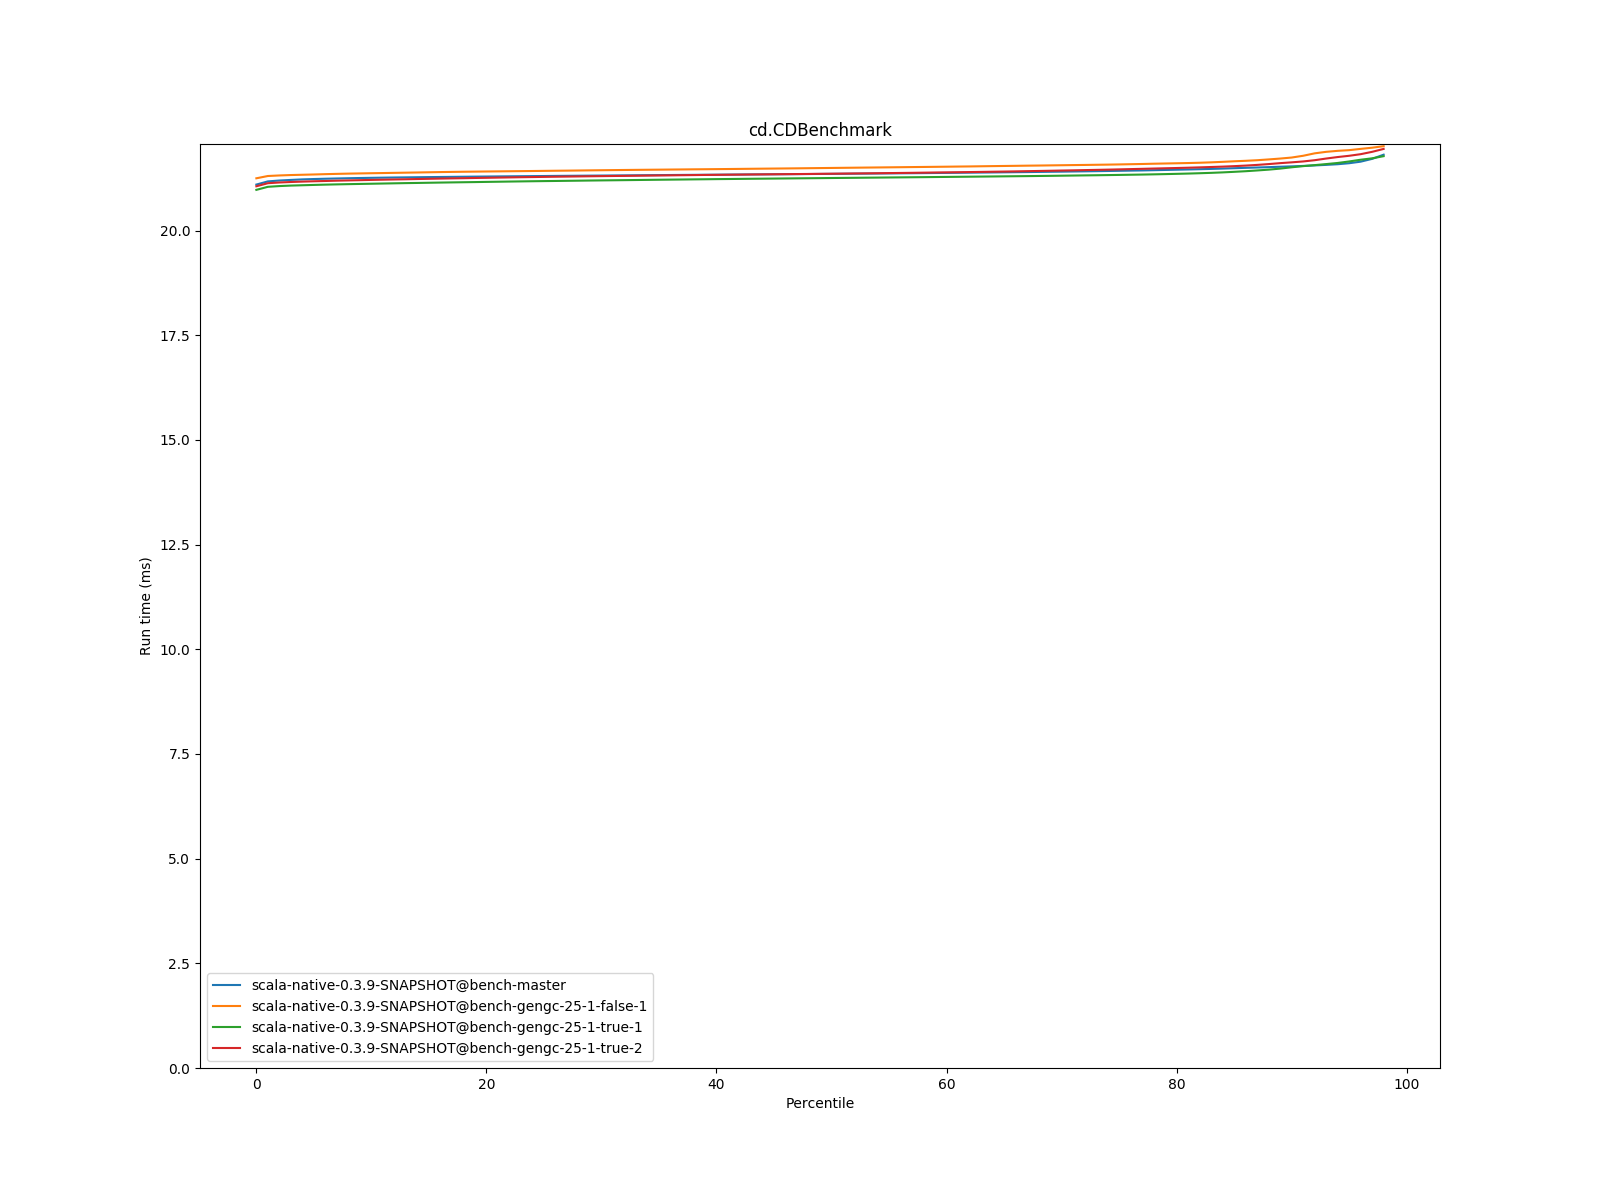 cd.CDBenchmark
Run time (ms)
20.0
17.5
15.0
12.5
10.0
7.5
5.0
2.5
0.0
scala-native-0.3.9-SNAPSHOT@bench-master
scala-native-0.3.9-SNAPSHOT@bench-gengc-25-1-false-1
scala-native-0.3.9-SNAPSHOT@bench-gengc-25-1-true-1
scala-native-0.3.9-SNAPSHOT@bench-gengc-25-1-true-2
0 20 40 60 80 100
Percentile